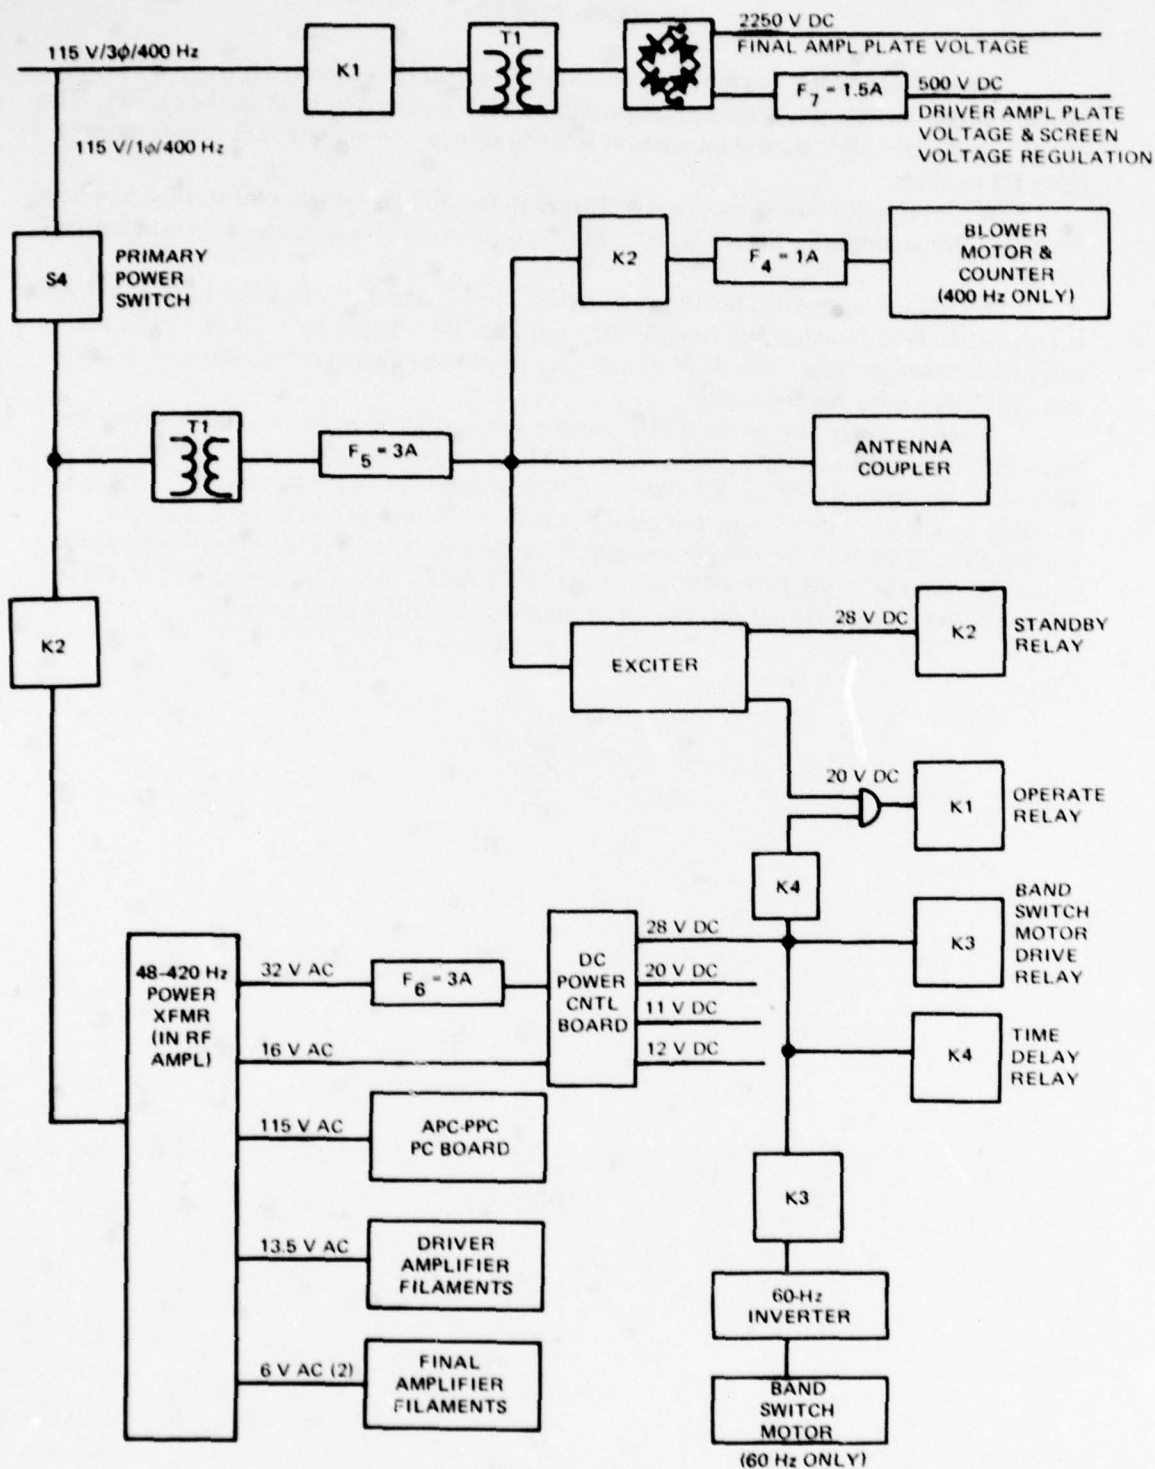 115 V/3ϕ/400 Hz
K1
T1
2250 V DC
FINAL AMPL PLATE VOLTAGE
F7 = 1.5A
500 V DC
DRIVER AMPL PLATE
VOLTAGE & SCREEN
VOLTAGE REGULATION
115 V/1ϕ/400 Hz
S4
PRIMARY
POWER
SWITCH
K2
F4 = 1A
BLOWER
MOTOR &
COUNTER
(400 Hz ONLY)
T1
F5 = 3A
ANTENNA
COUPLER
K2
EXCITER
28 V DC
K2
STANDBY
RELAY
20 V DC
K1
OPERATE
RELAY
K4
48-420 Hz
POWER
XFMR
(IN RF
AMPL)
32 V AC
F6 = 3A
16 V AC
DC
POWER
CNTL
BOARD
28 V DC
20 V DC
11 V DC
12 V DC
K3
BAND
SWITCH
MOTOR
DRIVE
RELAY
K4
TIME
DELAY
RELAY
115 V AC
APC-PPC
PC BOARD
K3
13.5 V AC
DRIVER
AMPLIFIER
FILAMENTS
60-Hz
INVERTER
6 V AC (2)
FINAL
AMPLIFIER
FILAMENTS
BAND
SWITCH
MOTOR
(60 Hz ONLY)